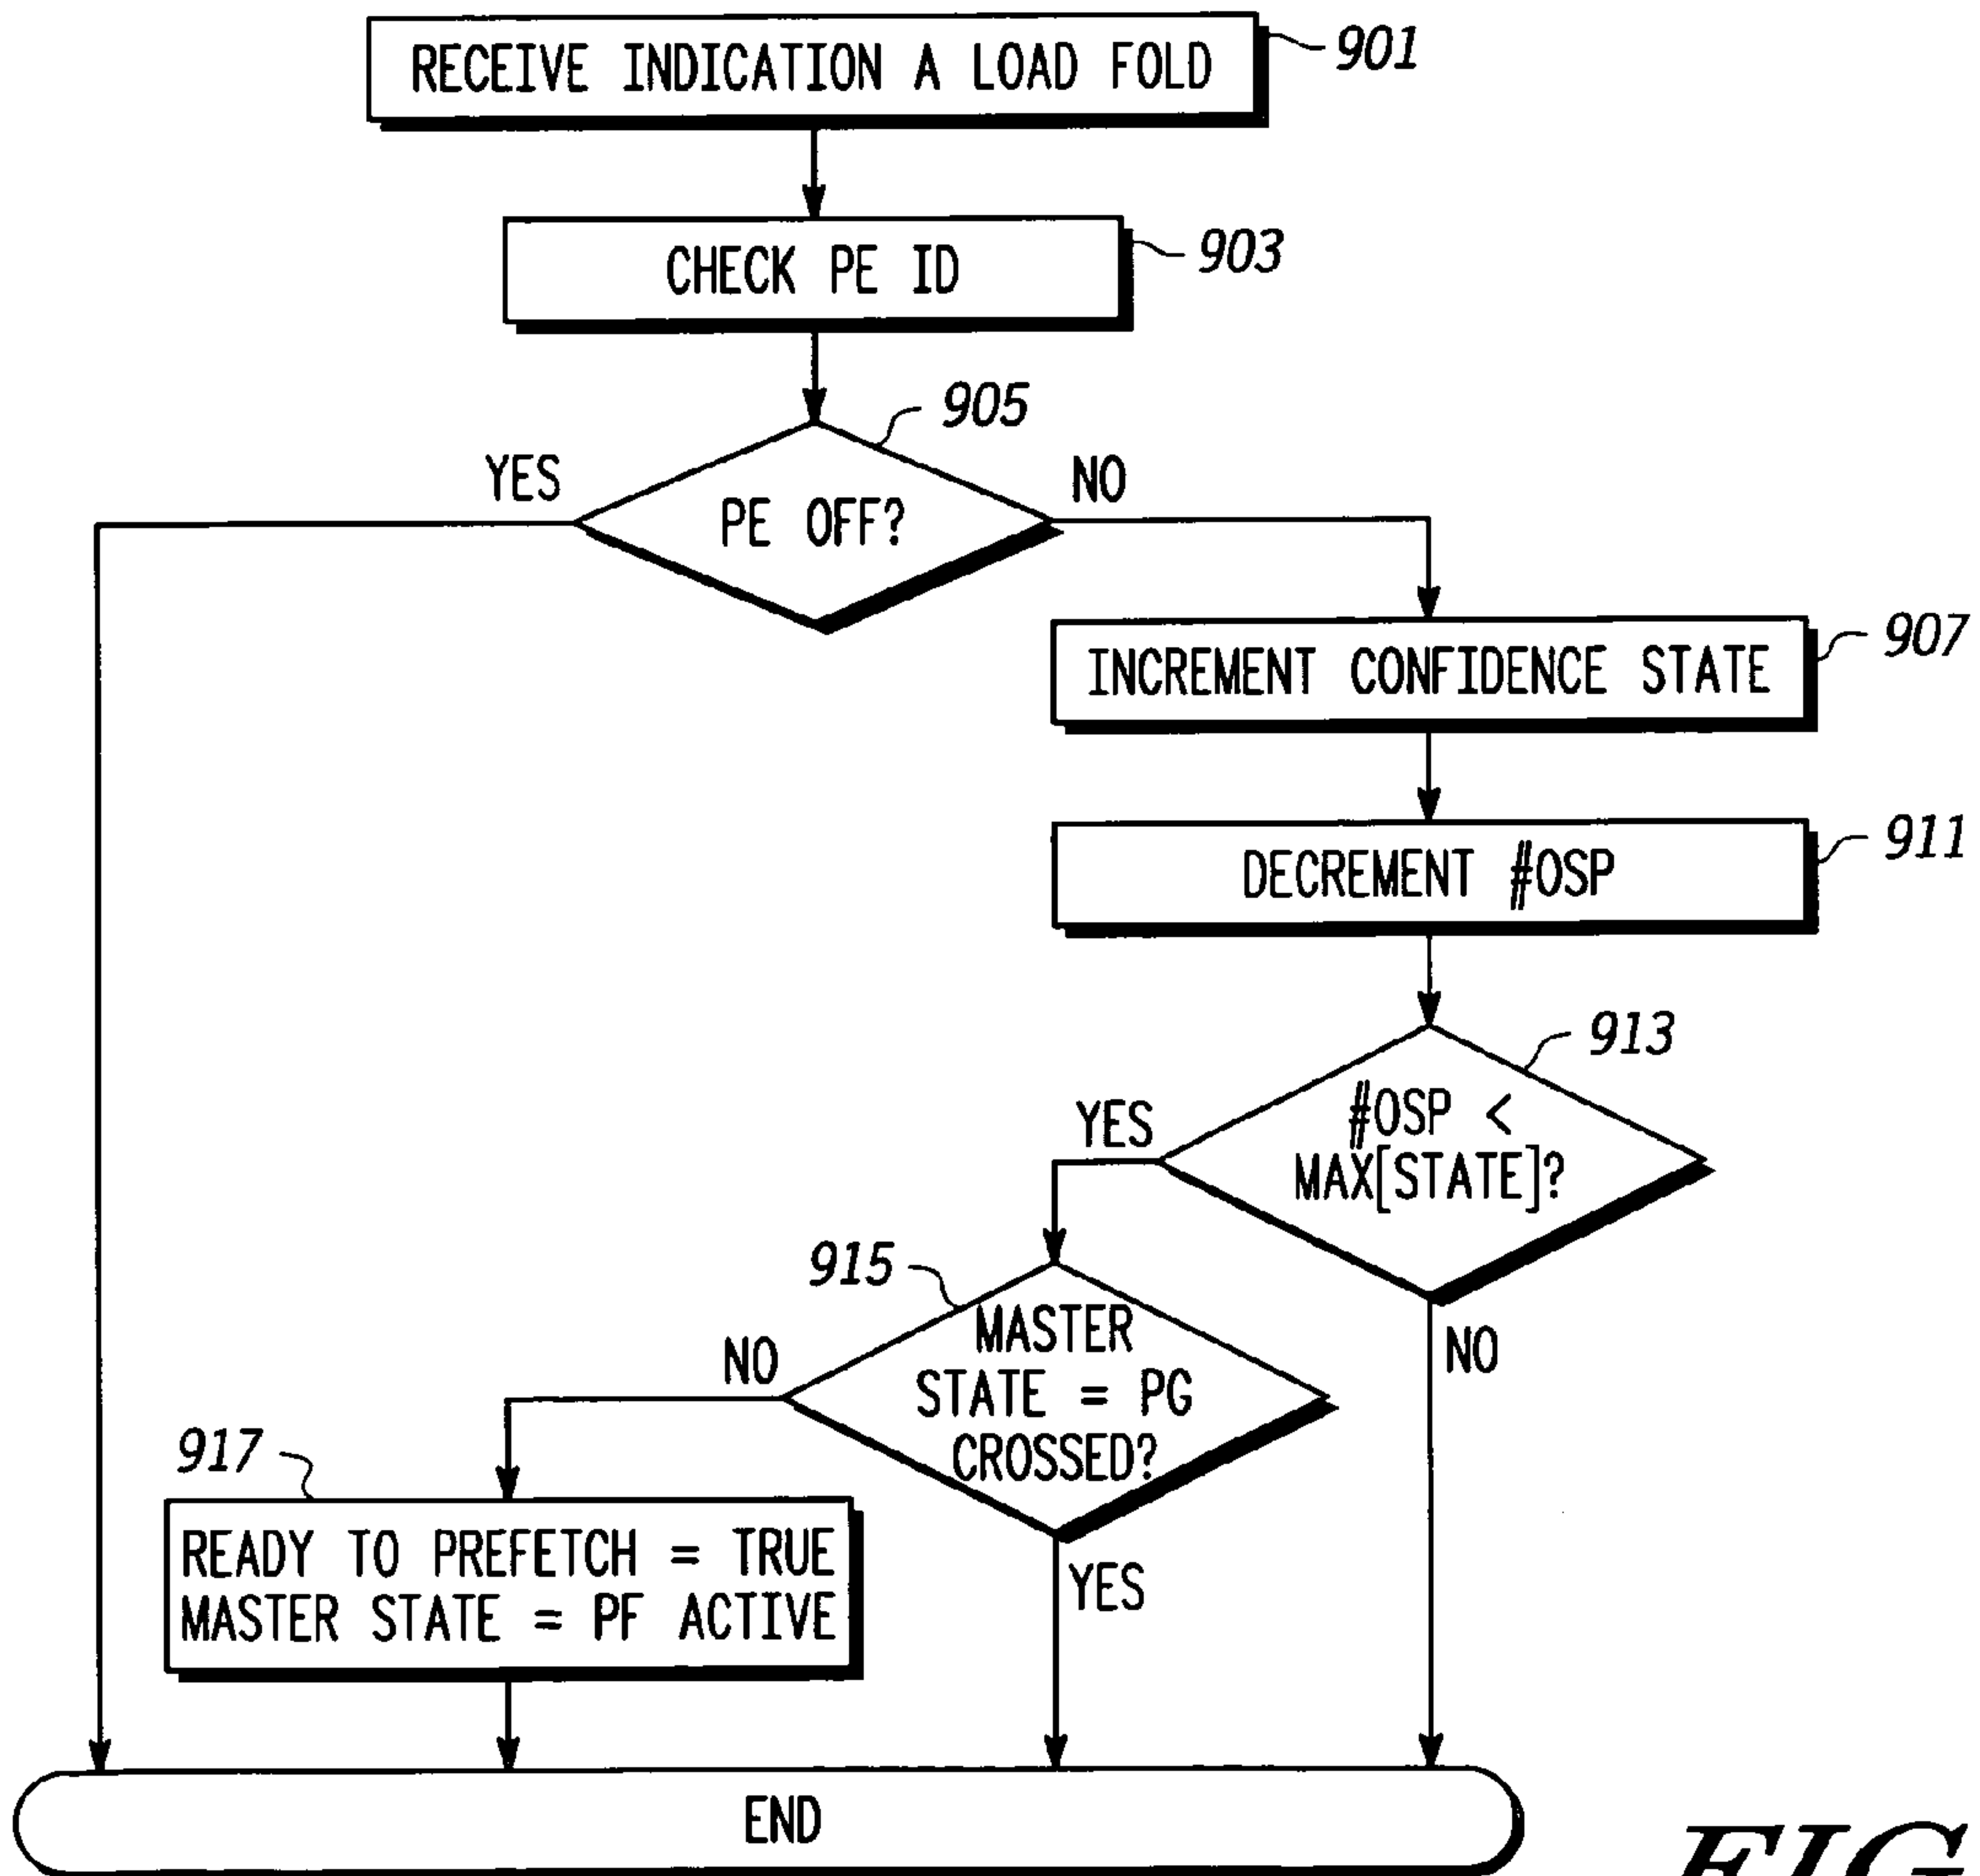 RECEIVE INDICATION A LOAD FOLD
901
CHECK PE ID
903
905
YES
NO
PE OFF?
INCREMENT CONFIDENCE STATE
907
DECREMENT #OSP
911
913
#OSP <
MAX[STATE]?
YES
NO
915
MASTER
STATE = PG
CROSSED?
NO
YES
917
READY TO PREFETCH = TRUE
MASTER STATE = PF ACTIVE
END
FIG